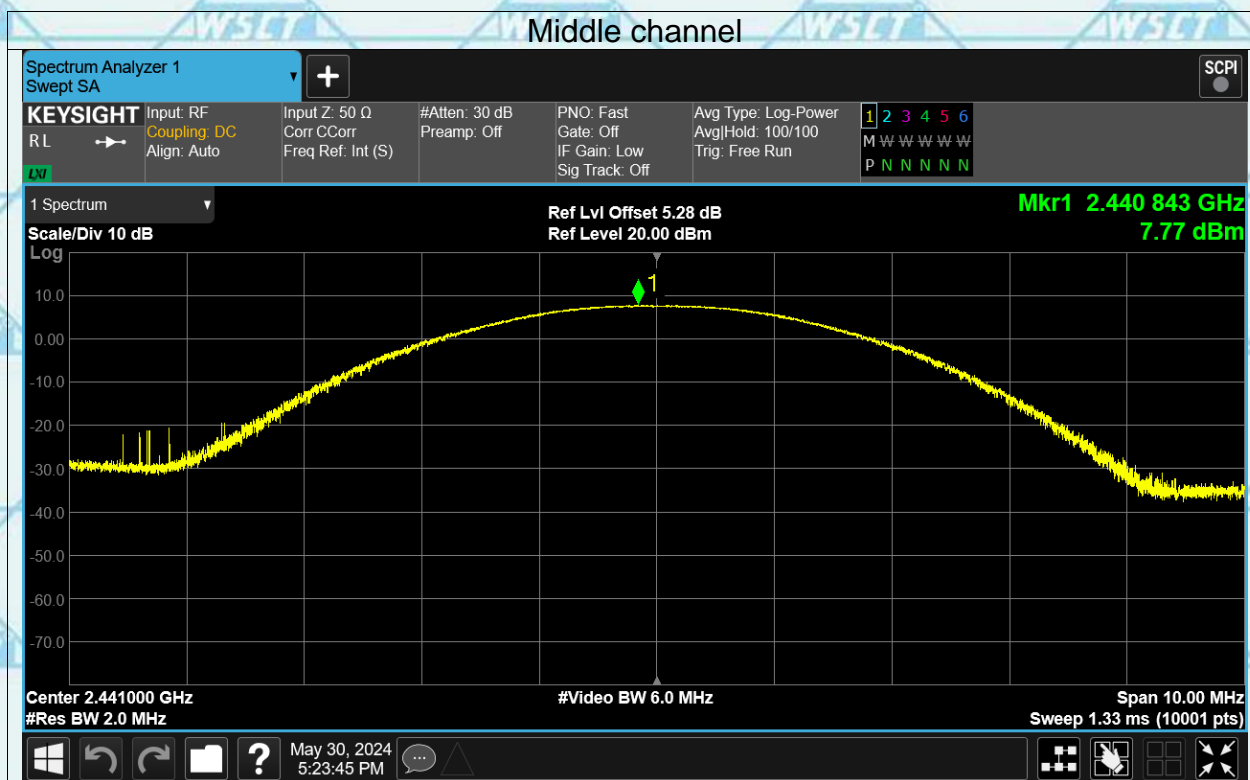 WSCT WSCT WSCT WSCT
Middle channel
Spectrum Analyzer 1
Swept SA
+
SCPI
KEYSIGHT
R L
LXI
Input: RF
Coupling: DC
Align: Auto
Input Z: 50 Ω
Corr CCorr
Freq Ref: Int (S)
#Atten: 30 dB
Preamp: Off
PNO: Fast
Gate: Off
IF Gain: Low
Sig Track: Off
Avg Type: Log-Power
Avg|Hold: 100/100
Trig: Free Run
1 2 3 4 5 6
M W W W W W
P N N N N N
1 Spectrum
Scale/Div 10 dB
Ref Lvl Offset 5.28 dB
Ref Level 20.00 dBm
Mkr1 2.440 843 GHz
7.77 dBm
Log
1
10.0
0.00
-10.0
-20.0
-30.0
-40.0
-50.0
-60.0
-70.0
Center 2.441000 GHz
#Res BW 2.0 MHz
#Video BW 6.0 MHz
Span 10.00 MHz
Sweep 1.33 ms (10001 pts)
?
May 30, 2024
5:23:45 PM